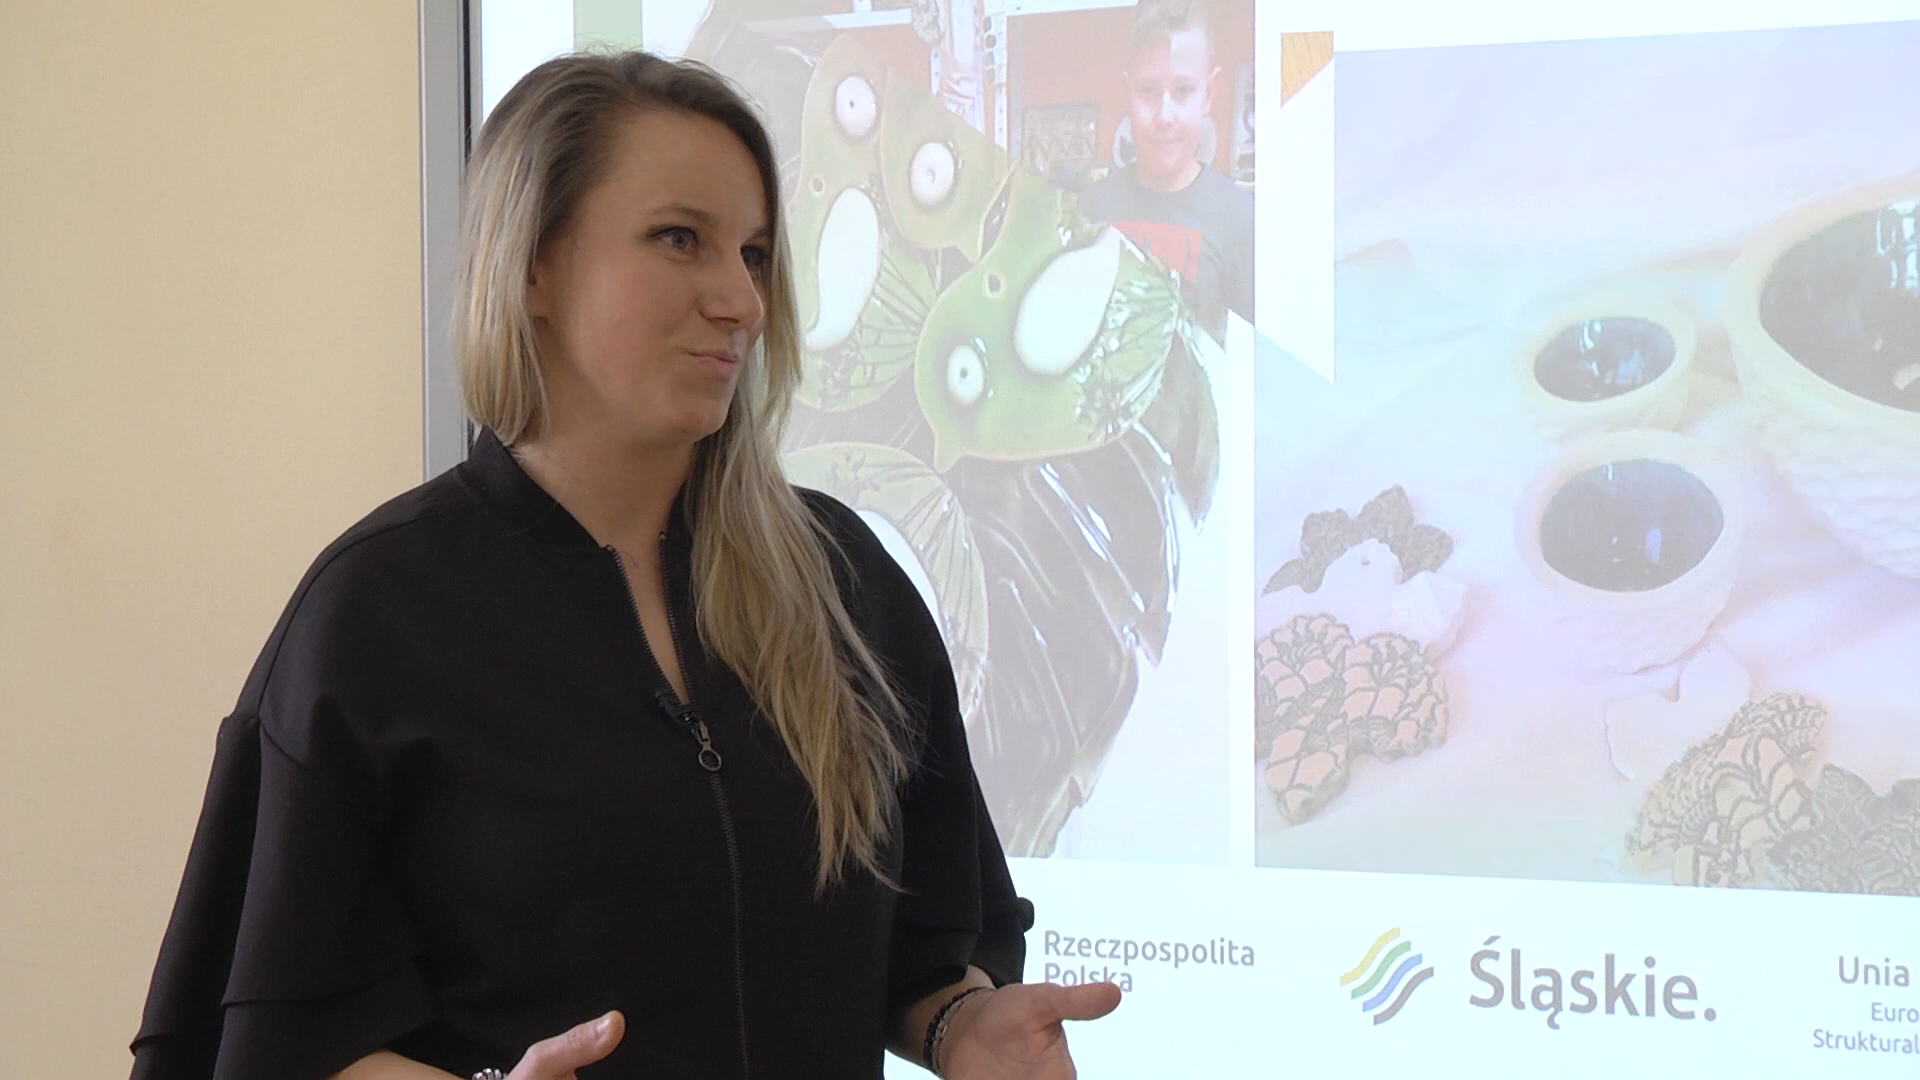 Rzeczpospolita
Polska
Śląskie.
Unia
Euro
Struktural